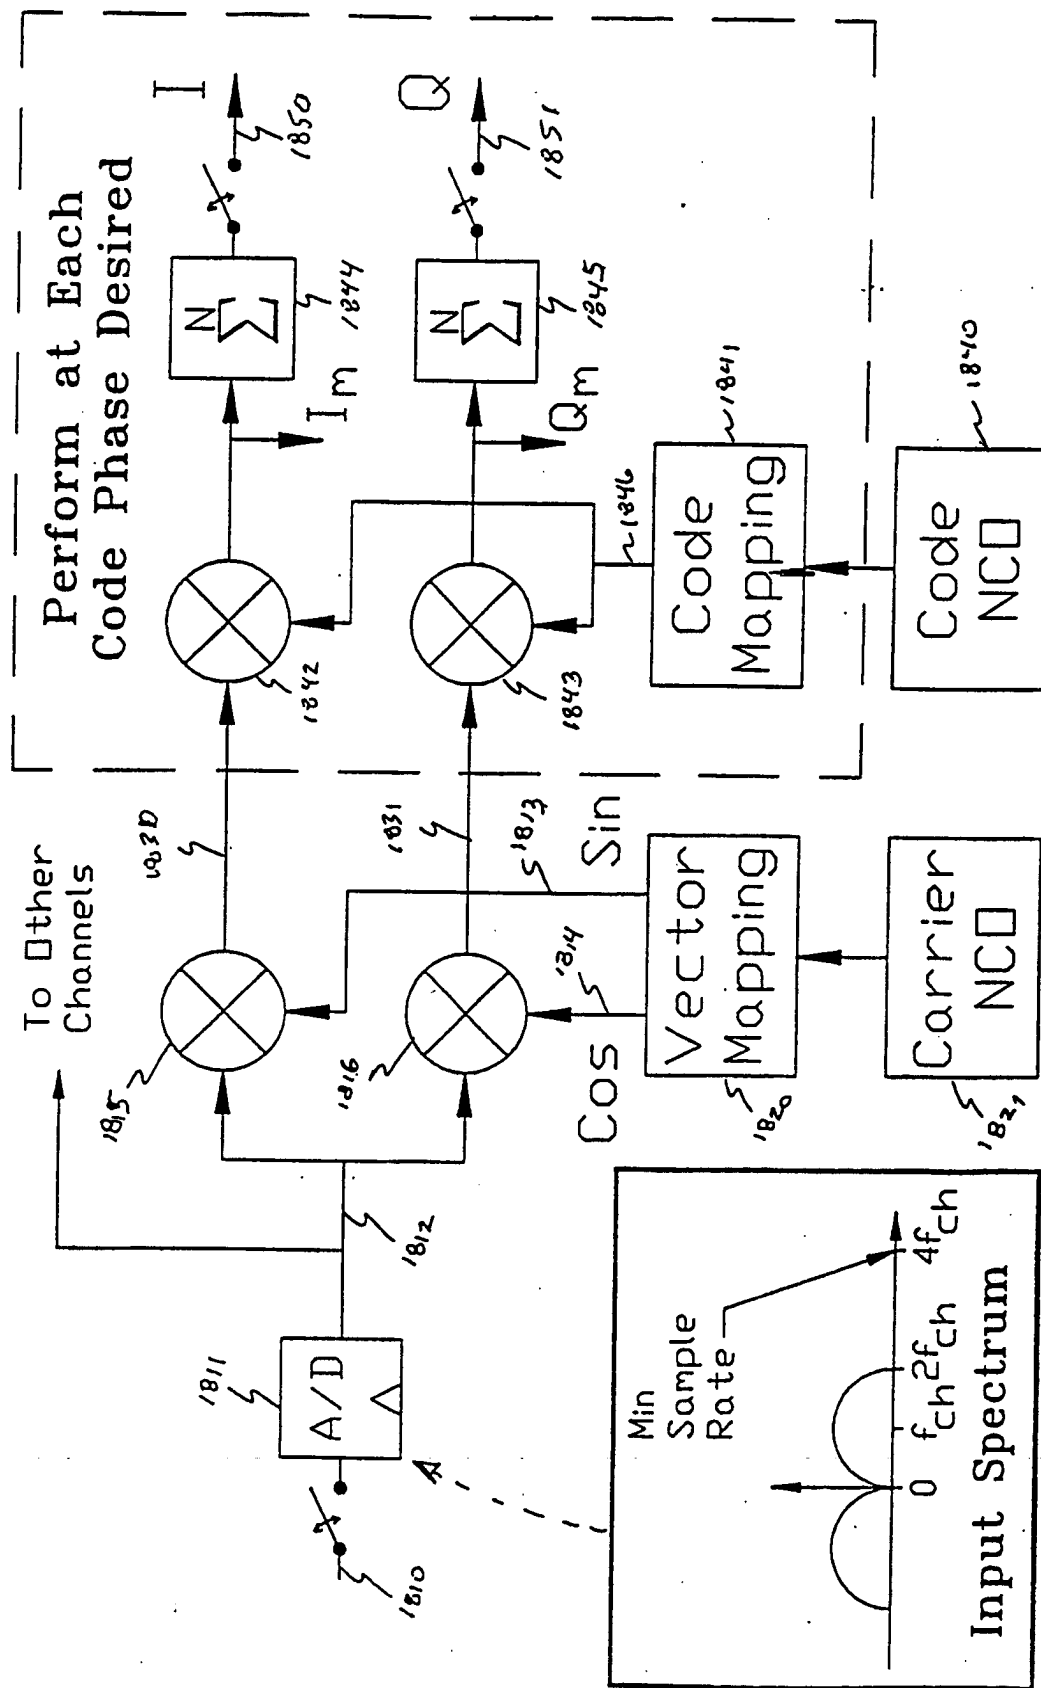 Perform at Each
Code Phase Desired
To Other
Channels
I
1850
Q
1851
N
Σ
1844
N
Σ
1845
Im
Qm
1842
1843
1846
Code
Mapping
1841
Code
NCO
1840
1830
1831
1815
1816
Sin
1813
Cos
1814
Vector
Mapping
1820
Carrier
NCO
1821
1812
A/D
1811
1810
Min
Sample
Rate
0
fch
2fch
4fch
Input Spectrum